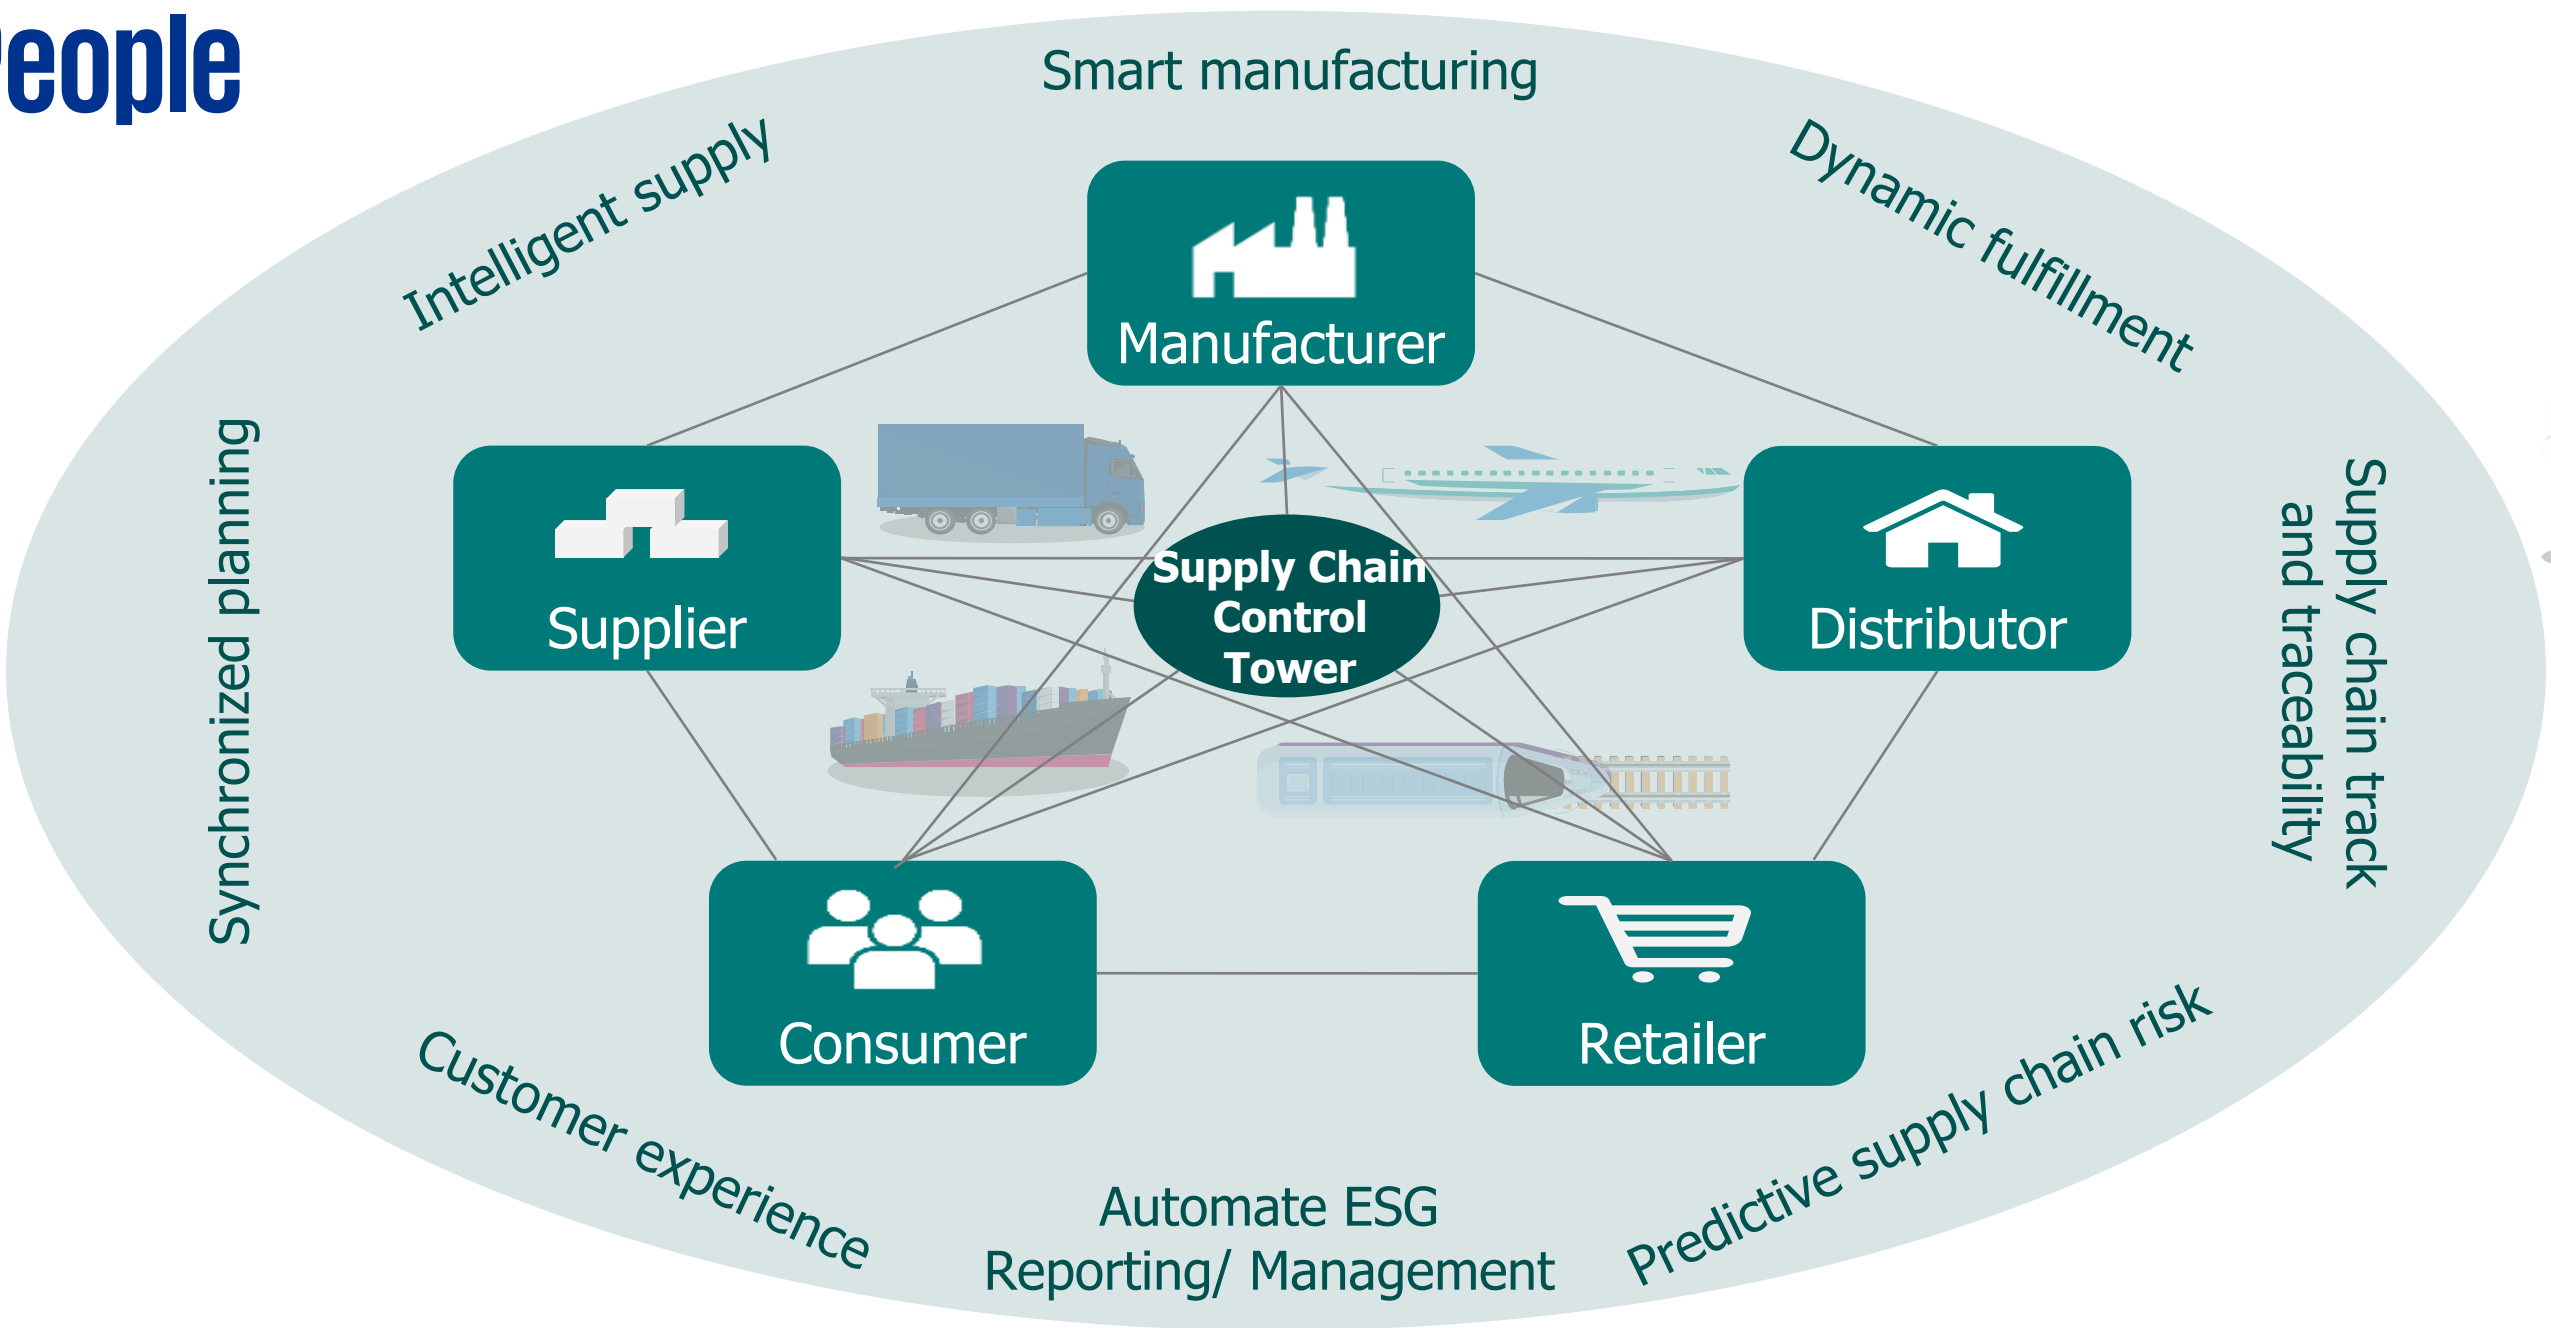 People
Smart manufacturing
Intelligent supply
Dynamic fulfillment
Manufacturer
Synchronized planning
Supplier
Supply Chain
Control
Tower
Distributor
Supply chain track
and traceability
Consumer
Retailer
Customer experience
Automate ESG
Reporting/ Management
Predictive supply chain risk